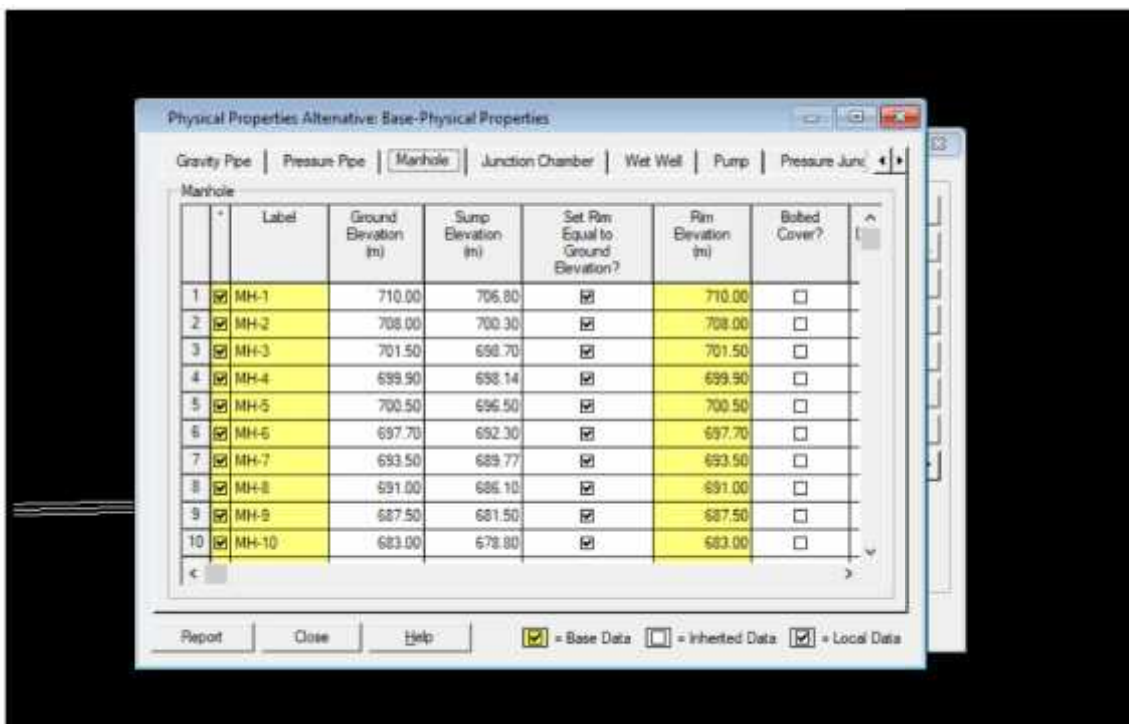 Physical Properties Alternative: Base-Physical Properties
Gravity Pipe Pressure Pipe Manhole Junction Chamber Wet Well Pump Pressure Junc
Manhole
* Label Ground Elevation (m) Sump Elevation (m) Set Rim Equal to Ground Elevation? Rim Elevation (m) Bolted Cover?
1 MH-1 710.00 706.80 710.00
2 MH-2 708.00 700.30 708.00
3 MH-3 701.50 698.70 701.50
4 MH-4 699.90 698.14 699.90
5 MH-5 700.50 696.50 700.50
6 MH-6 697.70 692.30 697.70
7 MH-7 693.50 689.77 693.50
8 MH-8 691.00 686.10 691.00
9 MH-9 687.50 681.50 687.50
10 MH-10 683.00 678.80 683.00
Report Close Help = Base Data = Inherited Data = Local Data